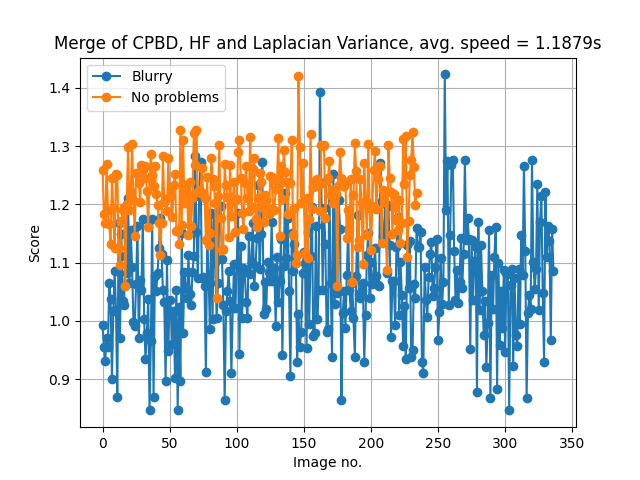 Merge of CPBD, HF and Laplacian Variance, avg. speed = 1.1879s
Blurry
No problems
1.4
1.3
1.2
1.1
1.0
0.9
Score
0 50 100 150 200 250 300 350
Image no.